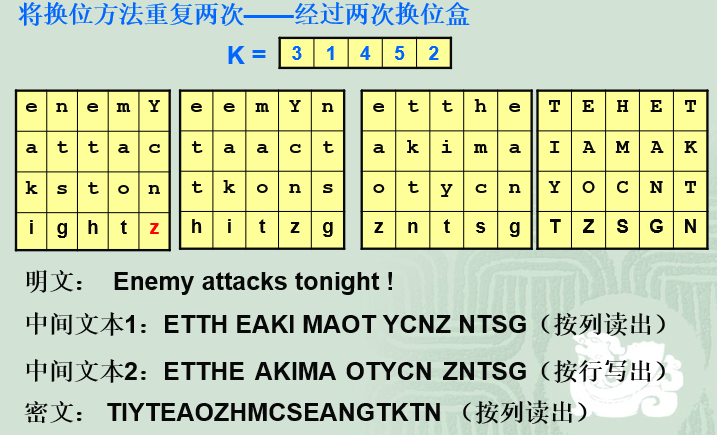 将换位方法重复两次——经过两次换位盒
K = 3 1 4 5 2
e n e m Y e e m Y n e t t h e T E H E T
a t t a c t a a c t a k i m a I A M A K
k s t o n t k o n s o t y c n Y O C N T
i g h t z h i t z g z n t s g T Z S G N
明文： Enemy attacks tonight !
中间文本1：ETTH EAKI MAOT YCNZ NTSG（按列读出）
中间文本2：ETTHE AKIMA OTYCN ZNTSG（按行写出）
密文： TIYTEAOZHMCSEANGTKTN （按列读出）